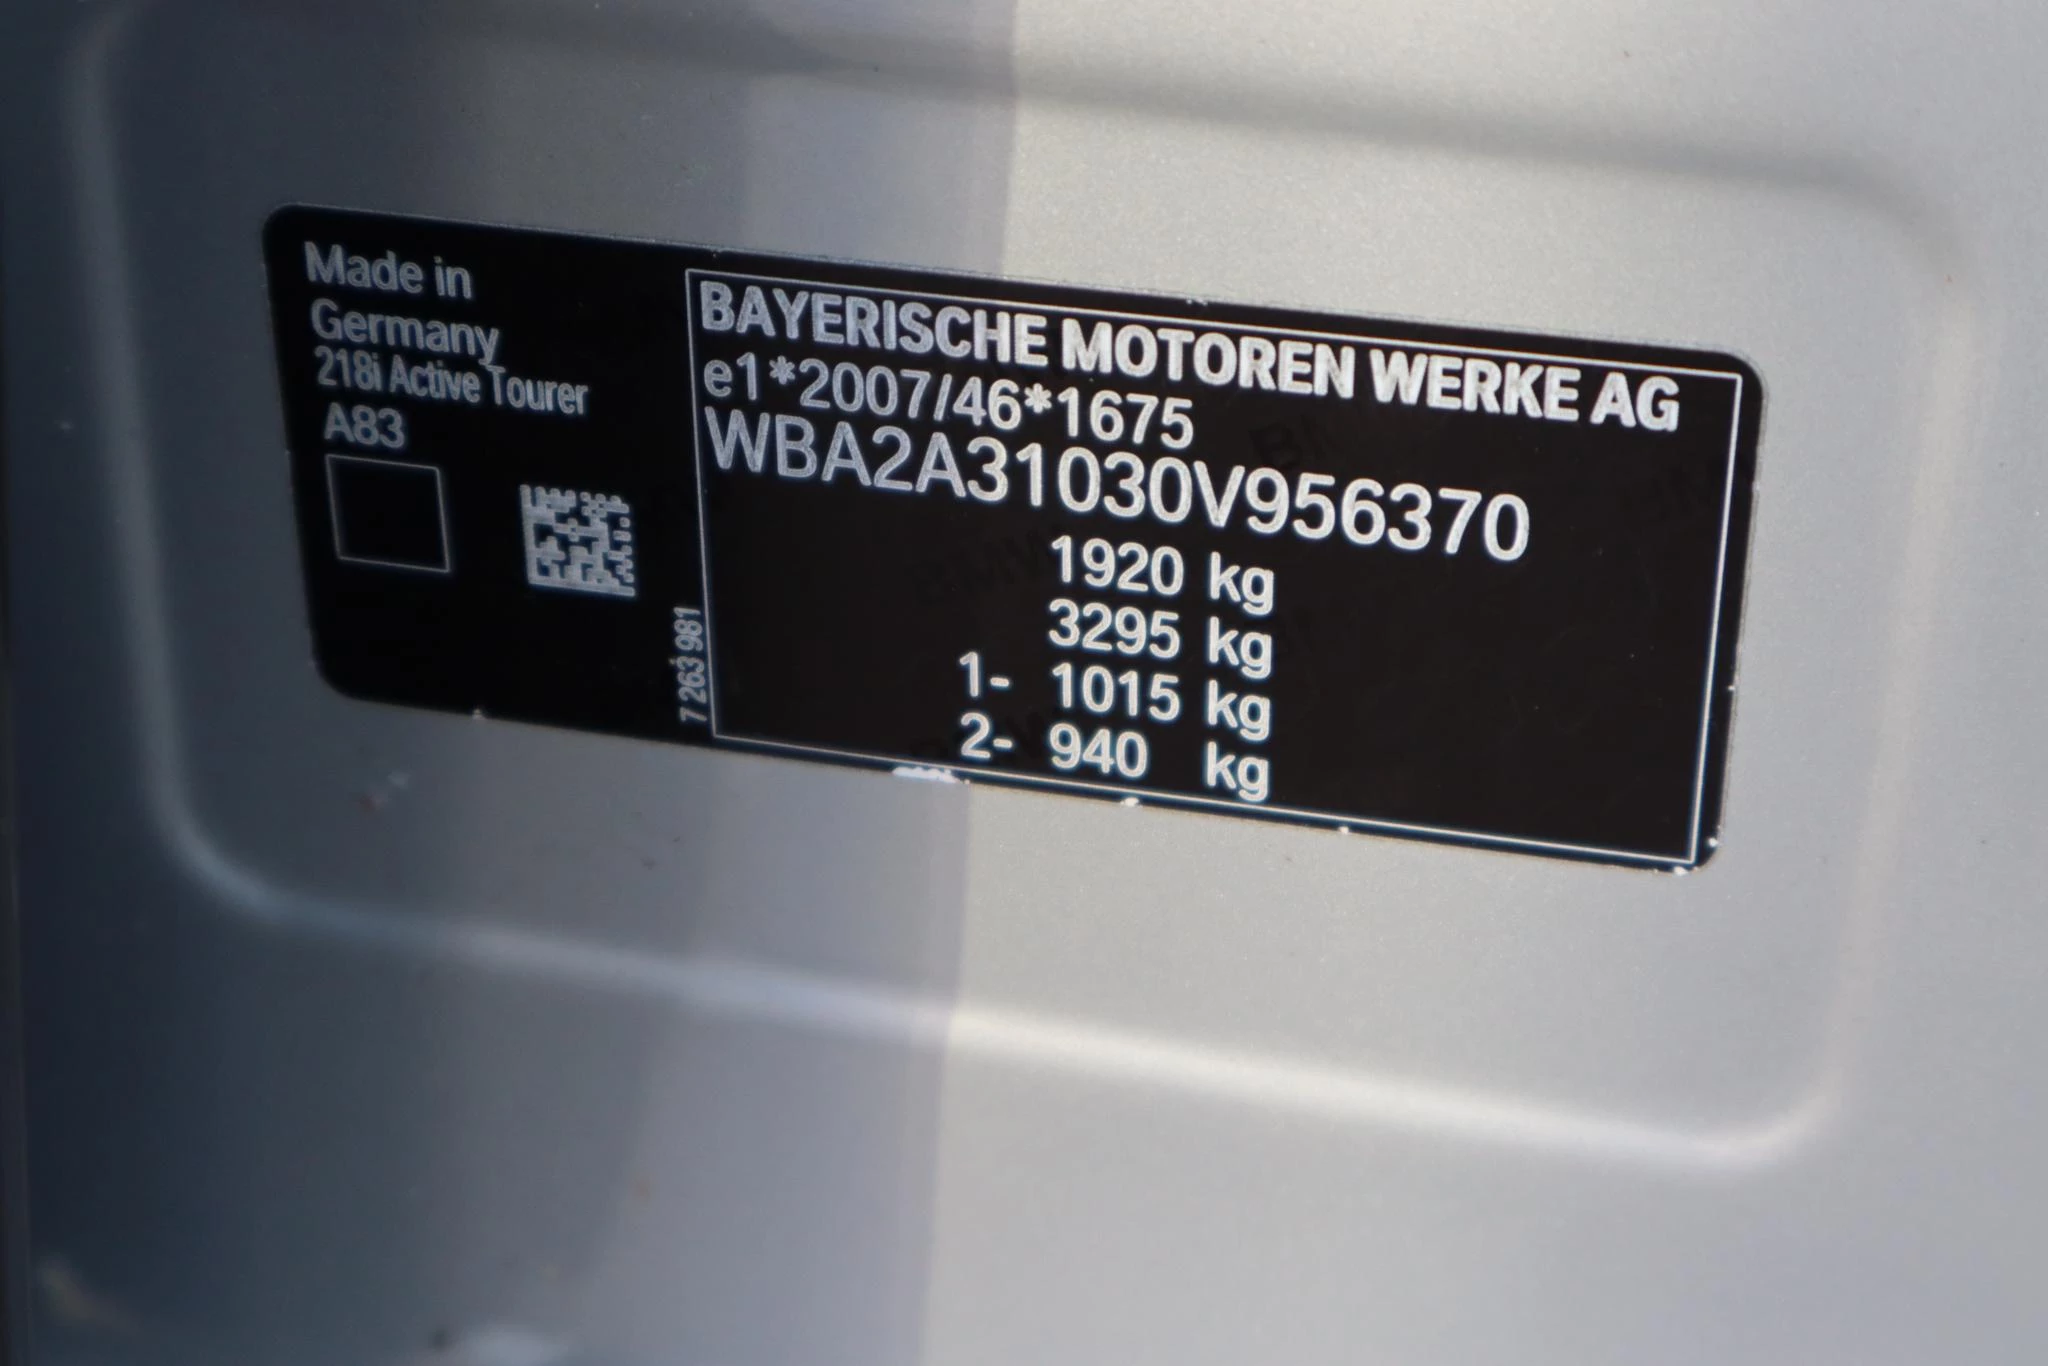 Made in
Germany
218i Active Tourer
A83
7 263 981
BAYERISCHE MOTOREN WERKE AG
e1*2007/46*1675
WBA2A31030V956370
1920 kg
3295 kg
1- 1015 kg
2- 940 kg